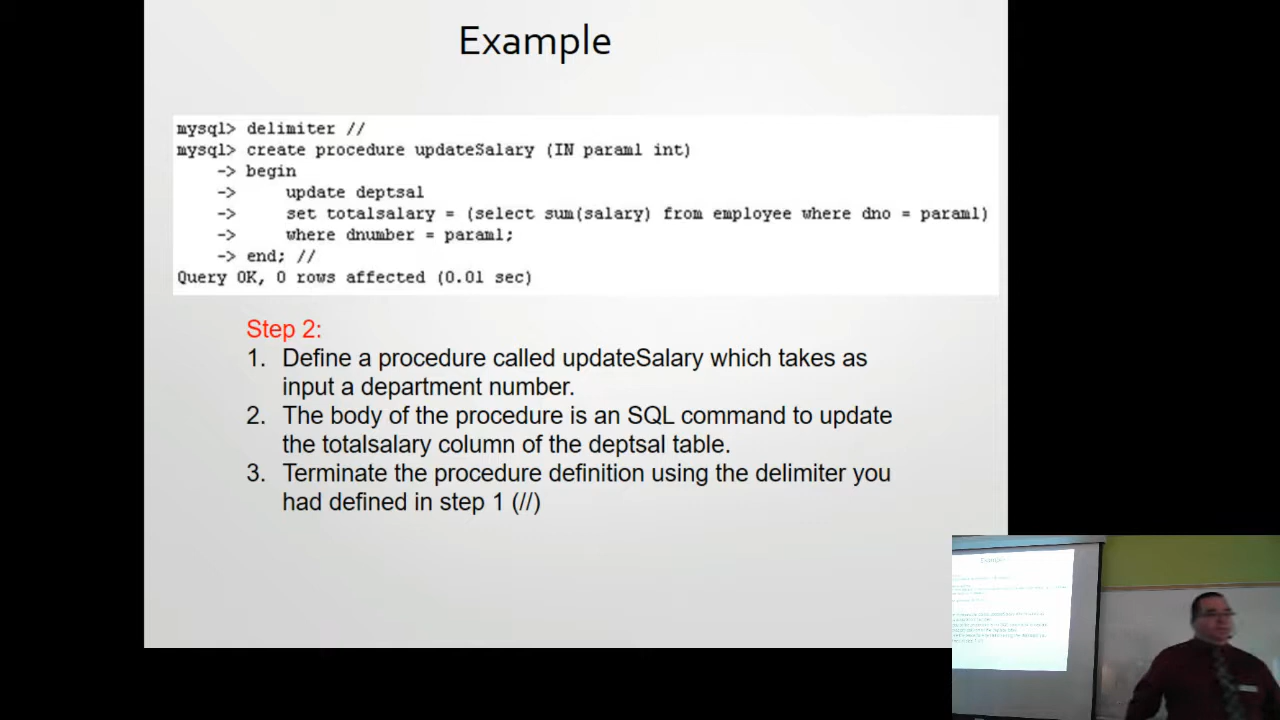 Example
mysql> delimiter //
mysql> create procedure updateSalary (IN param1 int)
-> begin
-> update deptsal
-> set totalsalary = (select sum(salary) from employee where dno = param1)
-> where dnumber = param1;
-> end; //
Query OK, 0 rows affected (0.01 sec)
Step 2:
1. Define a procedure called updateSalary which takes as
input a department number.
2. The body of the procedure is an SQL command to update
the totalsalary column of the deptsal table.
3. Terminate the procedure definition using the delimiter you
had defined in step 1 (//)
Example